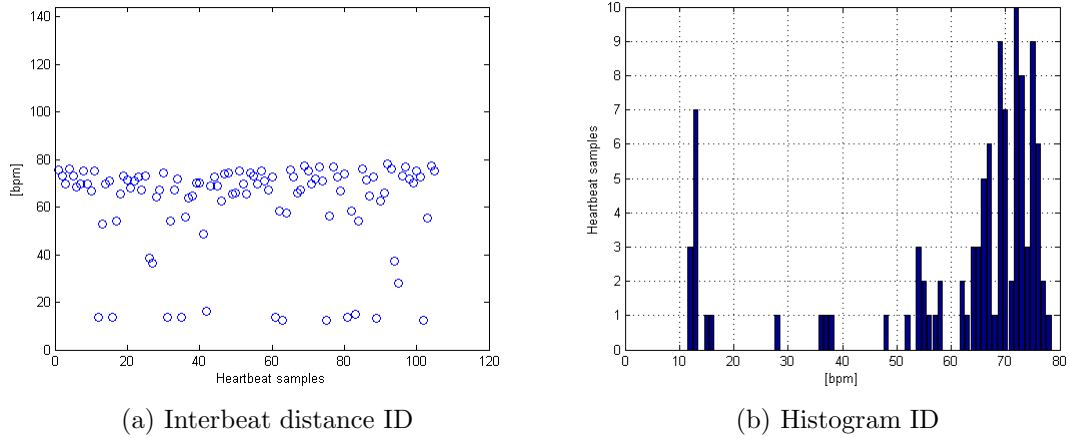 140
120
100
80
60
40
20
0
[bpm]
0 20 40 60 80 100 120
Heartbeat samples
(a) Interbeat distance ID
10
9
8
7
6
5
4
3
2
1
0
Heartbeat samples
0 10 20 30 40 50 60 70 80
[bpm]
(b) Histogram ID